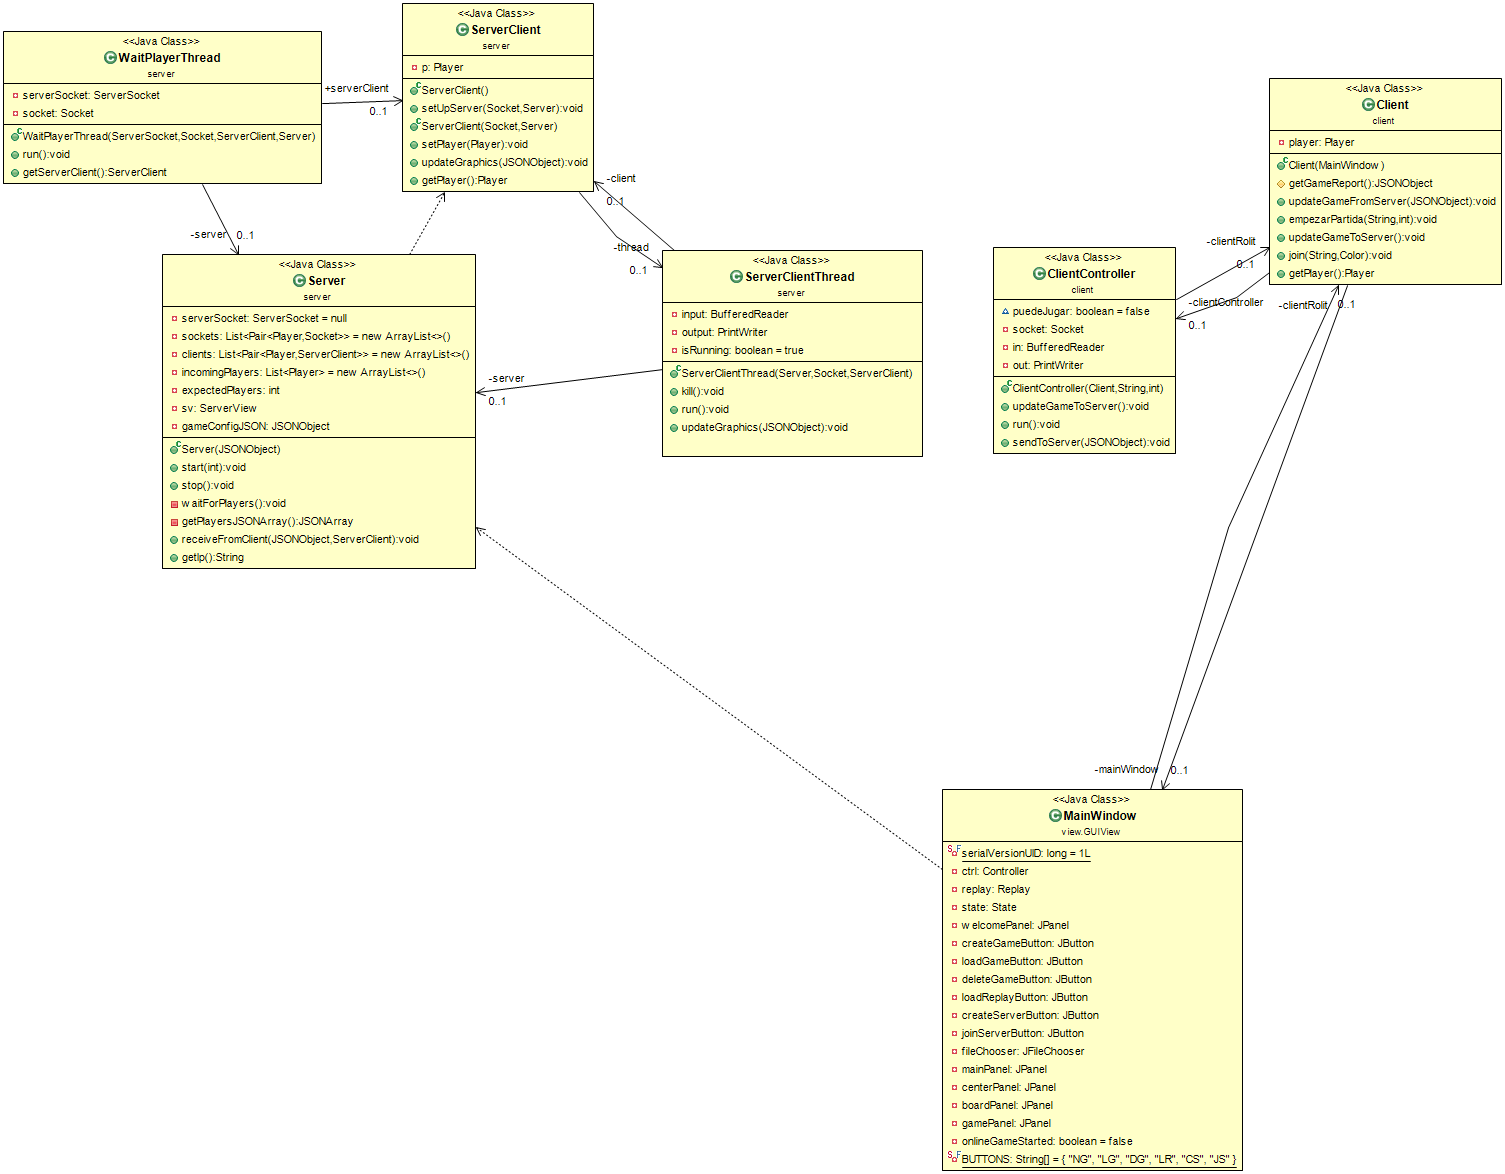 <<Java Class>>
WaitPlayerThread
server
serverSocket: ServerSocket
socket: Socket
WaitPlayerThread(ServerSocket,Socket,ServerClient,Server)
run():void
getServerClient():ServerClient
+serverClient
0..1
<<Java Class>>
ServerClient
server
p: Player
ServerClient()
setUpServer(Socket,Server):void
ServerClient(Socket,Server)
setPlayer(Player):void
updateGraphics(JSONObject):void
getPlayer():Player
-client
0..1
-thread
0..1
-server
0..1
<<Java Class>>
Server
server
serverSocket: ServerSocket = null
sockets: List<Pair<Player,Socket>> = new ArrayList<>()
clients: List<Pair<Player,ServerClient>> = new ArrayList<>()
incomingPlayers: List<Player> = new ArrayList<>()
expectedPlayers: int
sv: ServerView
gameConfigJSON: JSONObject
Server(JSONObject)
start(int):void
stop():void
waitForPlayers():void
getPlayersJSONArray():JSONArray
receiveFromClient(JSONObject,ServerClient):void
getIp():String
<<Java Class>>
ServerClientThread
server
input: BufferedReader
output: PrintWriter
isRunning: boolean = true
ServerClientThread(Server,Socket,ServerClient)
kill():void
run():void
updateGraphics(JSONObject):void
-server
0..1
<<Java Class>>
ClientController
client
puedeJugar: boolean = false
socket: Socket
in: BufferedReader
out: PrintWriter
ClientController(Client,String,int)
updateGameToServer():void
run():void
sendToServer(JSONObject):void
<<Java Class>>
Client
client
player: Player
Client(MainWindow)
getGameReport():JSONObject
updateGameFromServer(JSONObject):void
empezarPartida(String,int):void
updateGameToServer():void
join(String,Color):void
getPlayer():Player
-clientRolit
0..1
-clientController
0..1
-clientRolit
0..1
-mainWindow
0..1
<<Java Class>>
MainWindow
view.GUIView
serialVersionUID: long = 1L
ctrl: Controller
replay: Replay
state: State
welcomePanel: JPanel
createGameButton: JButton
loadGameButton: JButton
deleteGameButton: JButton
loadReplayButton: JButton
createServerButton: JButton
joinServerButton: JButton
fileChooser: JFileChooser
mainPanel: JPanel
centerPanel: JPanel
boardPanel: JPanel
gamePanel: JPanel
onlineGameStarted: boolean = false
BUTTONS: String[] = { "NG", "LG", "DG", "LR", "CS", "JS" }